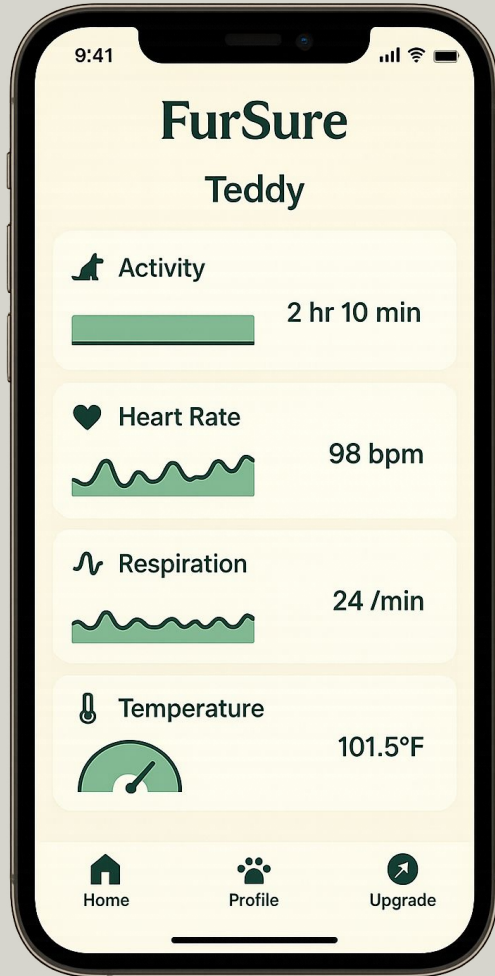 9:41
FurSure
Teddy
Activity
2 hr 10 min
Heart Rate
98 bpm
Respiration
24 /min
Temperature
101.5°F
Home Profile Upgrade